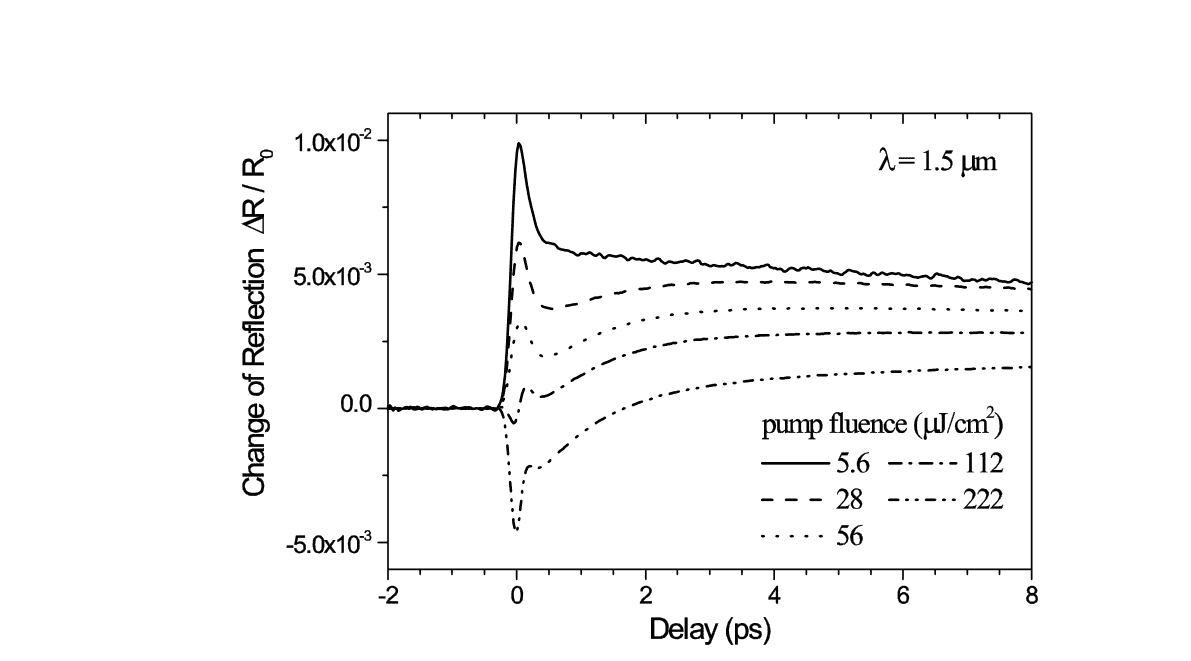 Change of Reflection ΔR / R₀
1.0x10⁻²
5.0x10⁻³
0.0
-5.0x10⁻³
λ = 1.5 μm
pump fluence (μJ/cm²)
5.6 112
28 222
56
-2 0 2 4 6 8
Delay (ps)